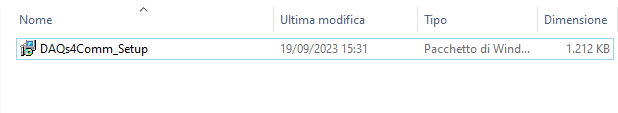 Nome Ultima modifica Tipo Dimensione
DAQs4Comm_Setup 19/09/2023 15:31 Pacchetto di Wind... 1.212 KB